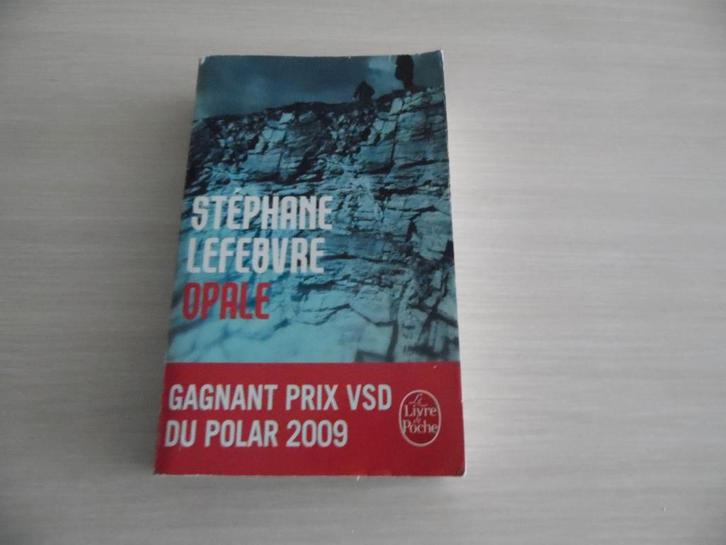 STÉPHANE
LEFEBVRE
OPALE
GAGNANT PRIX VSD
DU POLAR 2009
Le
Livre
de
Poche